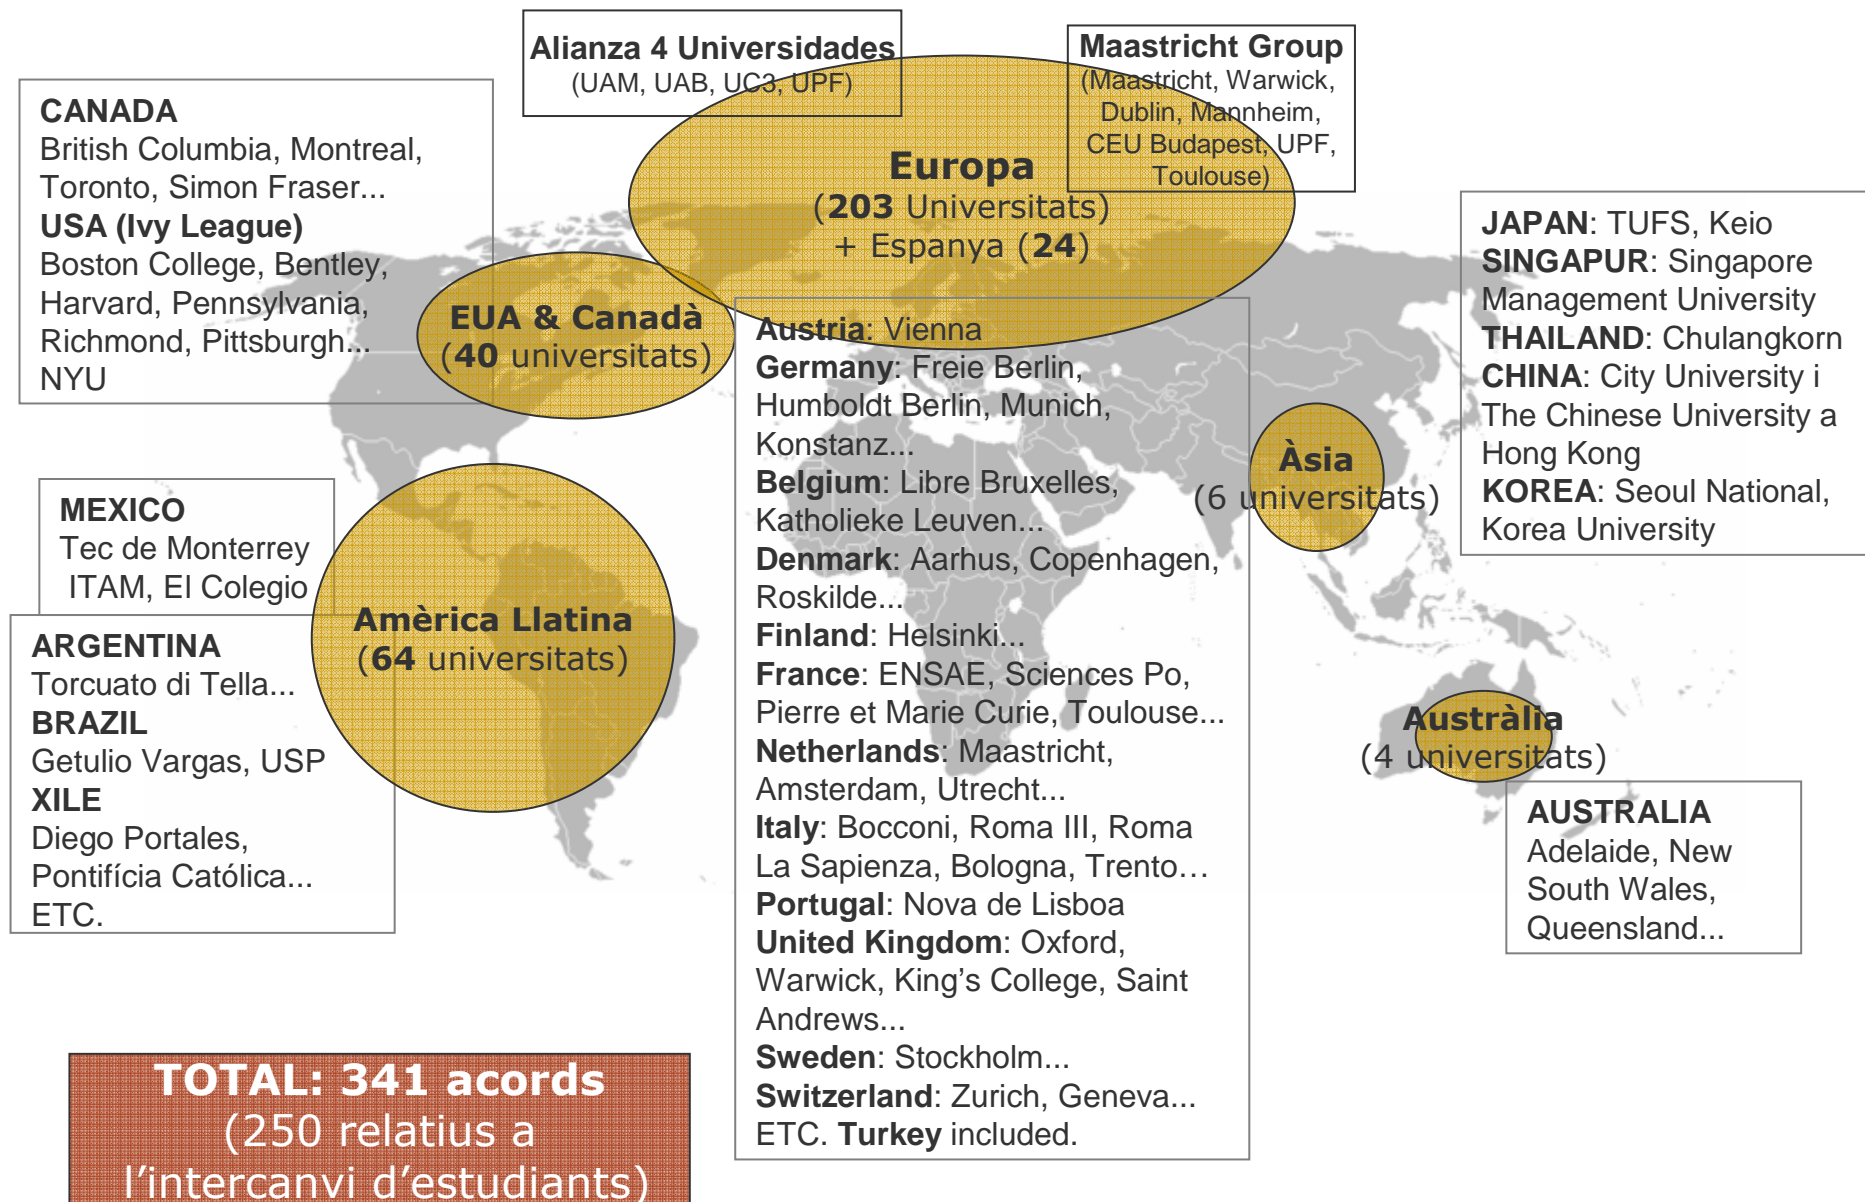 Alianza 4 Universidades
(UAM, UAB, UC3, UPF)
Maastricht Group
(Maastricht, Warwick,
Dublin, Mannheim,
CEU Budapest, UPF,
Toulouse)
CANADA
British Columbia, Montreal,
Toronto, Simon Fraser...
USA (Ivy League)
Boston College, Bentley,
Harvard, Pennsylvania,
Richmond, Pittsburgh...
NYU
Europa
(203 Universitats)
+ Espanya (24)
EUA & Canadà
(40 universitats)
JAPAN: TUFS, Keio
SINGAPUR: Singapore
Management University
THAILAND: Chulangkorn
CHINA: City University i
The Chinese University a
Hong Kong
KOREA: Seoul National,
Korea University
Austria: Vienna
Germany: Freie Berlin,
Humboldt Berlin, Munich,
Konstanz...
Belgium: Libre Bruxelles,
Katholieke Leuven...
Denmark: Aarhus, Copenhagen,
Roskilde...
Finland: Helsinki...
France: ENSAE, Sciences Po,
Pierre et Marie Curie, Toulouse...
Netherlands: Maastricht,
Amsterdam, Utrecht...
Italy: Bocconi, Roma III, Roma
La Sapienza, Bologna, Trento…
Portugal: Nova de Lisboa
United Kingdom: Oxford,
Warwick, King’s College, Saint
Andrews...
Sweden: Stockholm...
Switzerland: Zurich, Geneva...
ETC. Turkey included.
Àsia
(6 universitats)
MEXICO
Tec de Monterrey
ITAM, El Colegio
Amèrica Llatina
(64 universitats)
ARGENTINA
Torcuato di Tella...
BRAZIL
Getulio Vargas, USP
XILE
Diego Portales,
Pontifícia Católica...
ETC.
Austràlia
(4 universitats)
AUSTRALIA
Adelaide, New
South Wales,
Queensland...
TOTAL: 341 acords
(250 relatius a
l’intercanvi d’estudiants)